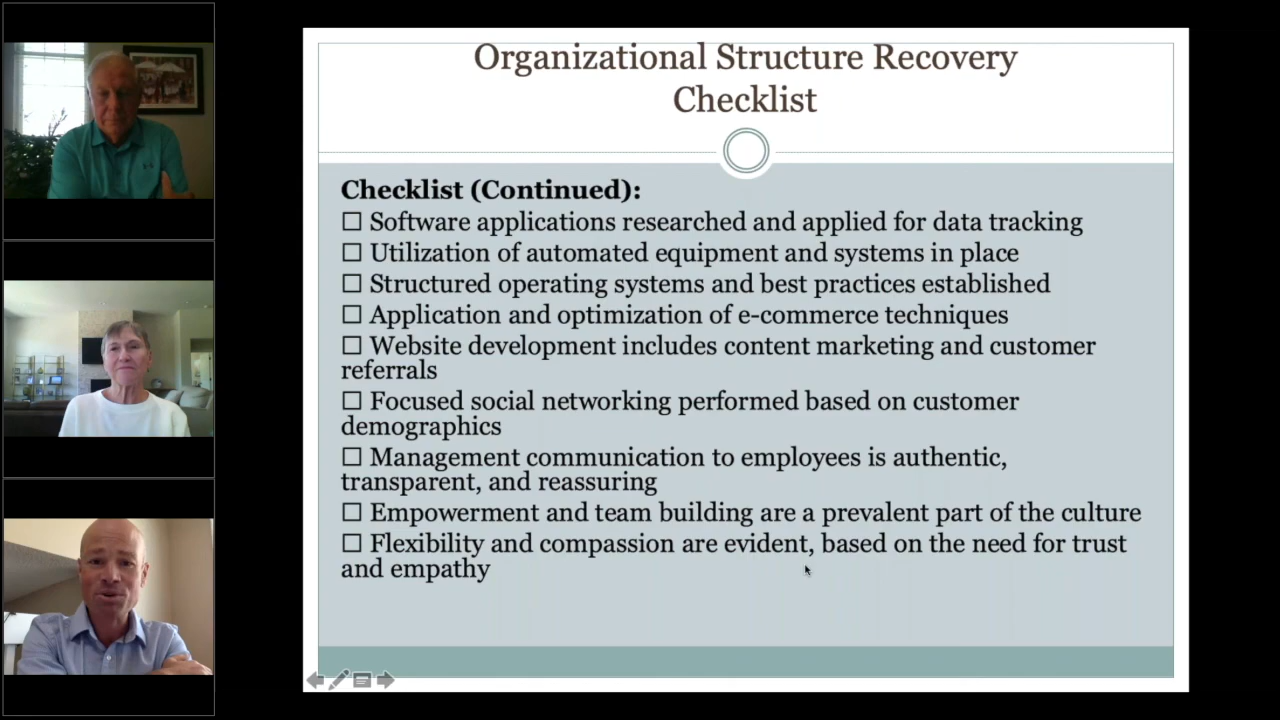 Organizational Structure Recovery
Checklist
Checklist (Continued):
☐ Software applications researched and applied for data tracking
☐ Utilization of automated equipment and systems in place
☐ Structured operating systems and best practices established
☐ Application and optimization of e-commerce techniques
☐ Website development includes content marketing and customer
referrals
☐ Focused social networking performed based on customer
demographics
☐ Management communication to employees is authentic,
transparent, and reassuring
☐ Empowerment and team building are a prevalent part of the culture
☐ Flexibility and compassion are evident, based on the need for trust
and empathy